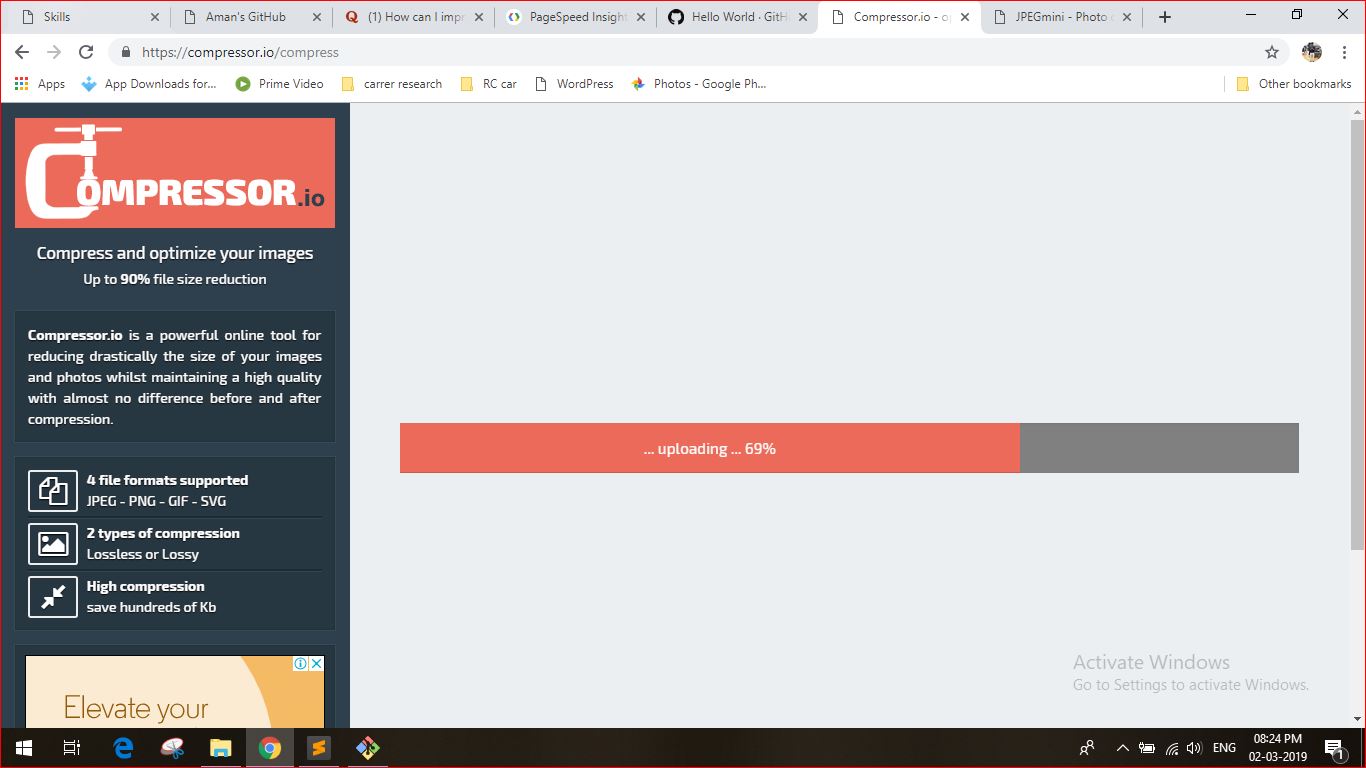 Skills
Aman's GitHub
(1) How can I impr
PageSpeed Insight
Hello World · GitH
Compressor.io - op
JPEGmini - Photo c
https://compressor.io/compress
Apps
App Downloads for...
Prime Video
carrer research
RC car
WordPress
Photos - Google Ph...
Other bookmarks
COMPRESSOR.io
Compress and optimize your images
Up to 90% file size reduction
Compressor.io is a powerful online tool for
reducing drastically the size of your images
and photos whilst maintaining a high quality
with almost no difference before and after
compression.
4 file formats supported
JPEG - PNG - GIF - SVG
2 types of compression
Lossless or Lossy
High compression
save hundreds of Kb
Elevate your
... uploading ... 69%
Activate Windows
Go to Settings to activate Windows.
ENG
08:24 PM
02-03-2019
1